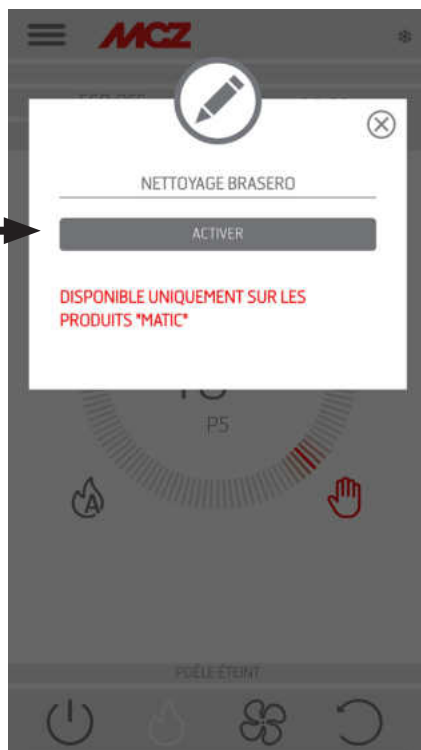 MCZ
NETTOYAGE BRASERO
ACTIVER
DISPONIBLE UNIQUEMENT SUR LES
PRODUITS "MATIC"
P5
A
POÊLE ÉTEINT